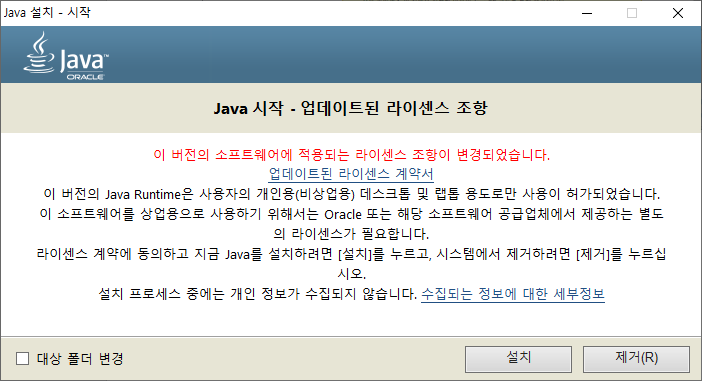 Java 설치 - 시작
Java™
ORACLE
Java 시작 - 업데이트된 라이센스 조항
이 버전의 소프트웨어에 적용되는 라이센스 조항이 변경되었습니다.
업데이트된 라이센스 계약서
이 버전의 Java Runtime은 사용자의 개인용(비상업용) 데스크톱 및 랩톱 용도로만 사용이 허가되었습니다.
이 소프트웨어를 상업용으로 사용하기 위해서는 Oracle 또는 해당 소프트웨어 공급업체에서 제공하는 별도
의 라이센스가 필요합니다.
라이센스 계약에 동의하고 지금 Java를 설치하려면 [설치]를 누르고, 시스템에서 제거하려면 [제거]를 누르십
시오.
설치 프로세스 중에는 개인 정보가 수집되지 않습니다. 수집되는 정보에 대한 세부정보
대상 폴더 변경
설치
제거(R)